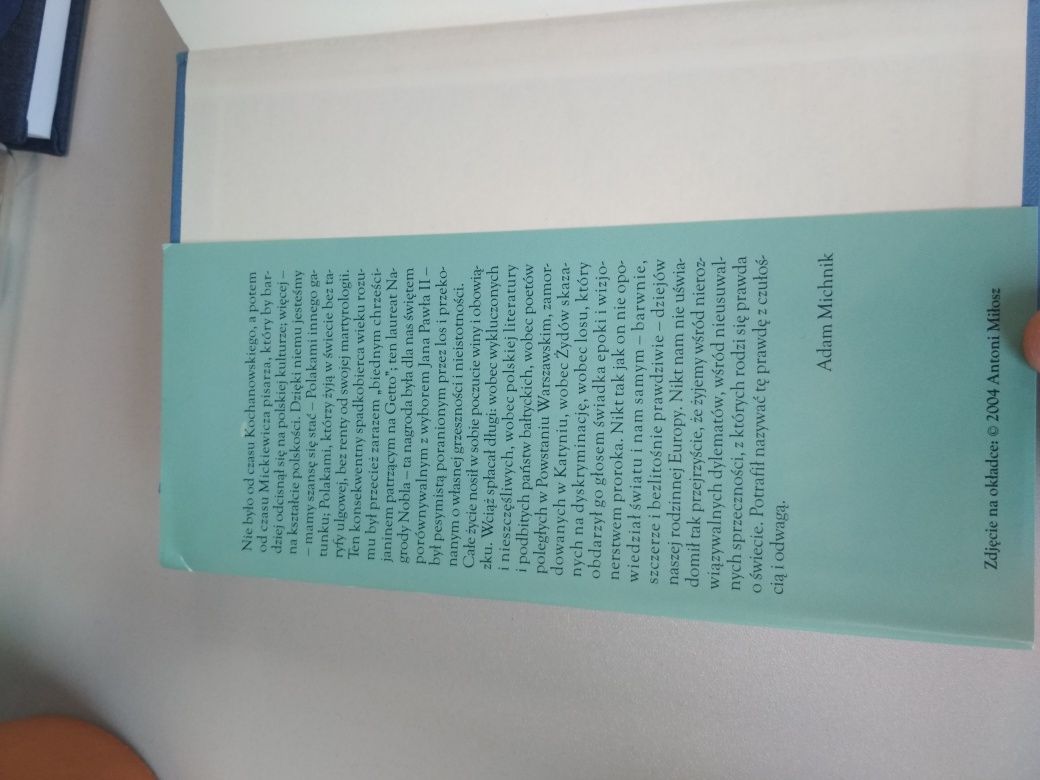 Nie było od czasu Kochanowskiego, a potem
od czasu Mickiewicza pisarza, który by bar-
dziej odcisnął się na polskiej kulturze; więcej –
na kształcie polskości. Dzięki niemu jesteśmy
– mamy szansę się stać – Polakami innego ga-
tunku; Polakami, którzy żyją w świecie bez ta-
ryfy ulgowej, bez renty od swojej martyrologii.
Ten konsekwentny spadkobierca wieku rozu-
mu był przecież zarazem „biednym chrześci-
janinem patrzącym na Getto”; ten laureat Na-
grody Nobla – ta nagroda była dla nas świętem
porównywalnym z wyborem Jana Pawła II –
był pesymistą poranionym przez los i przeko-
nanym o własnej grzeszności i nieistotności.
Całe życie nosił w sobie poczucie winy i obowią-
zku. Wciąż spłacał długi: wobec wykluczonych
i nieszczęśliwych, wobec polskiej literatury
i podbitych państw bałtyckich, wobec poetów
poległych w Powstaniu Warszawskim, zamor-
dowanych w Katyniu, wobec Żydów skaza-
nych na dyskryminację, wobec losu, który
obdarzył go głosem świadka epoki i wizjo-
nerstwem proroka. Nikt tak jak on nie opo-
wiedział światu i nam samym – barwnie,
szczerze i bezlitośnie prawdziwie – dziejów
naszej rodzinnej Europy. Nikt nam nie uświa-
domił tak przejrzyście, że żyjemy wśród nieroz-
wiązywalnych dylematów, wśród nieusuwal-
nych sprzeczności, z których rodzi się prawda
o świecie. Potrafił nazywać tę prawdę z czułoś-
cią i odwagą.
Adam Michnik
Zdjęcie na okładce: © 2004 Antoni Miłosz